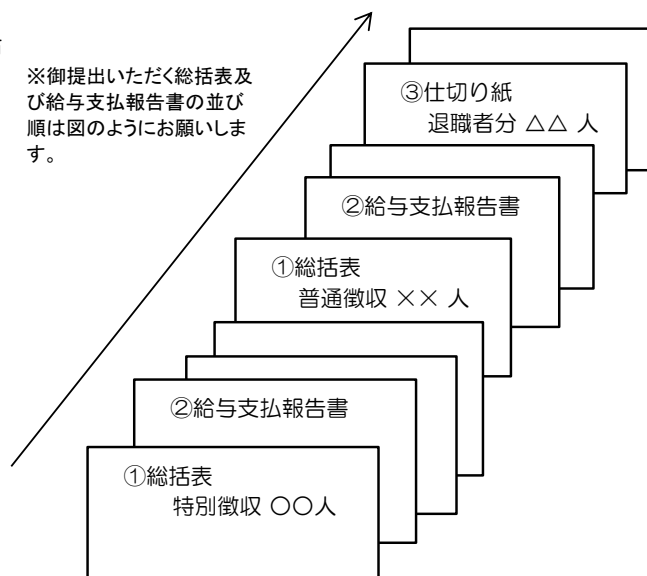 ※御提出いただく総括表及
び給与支払報告書の並び
順は図のようにお願いしま
す。
③仕切り紙
退職者分 △△ 人
②給与支払報告書
①総括表
普通徴収 ×× 人
②給与支払報告書
①総括表
特別徴収 〇〇人